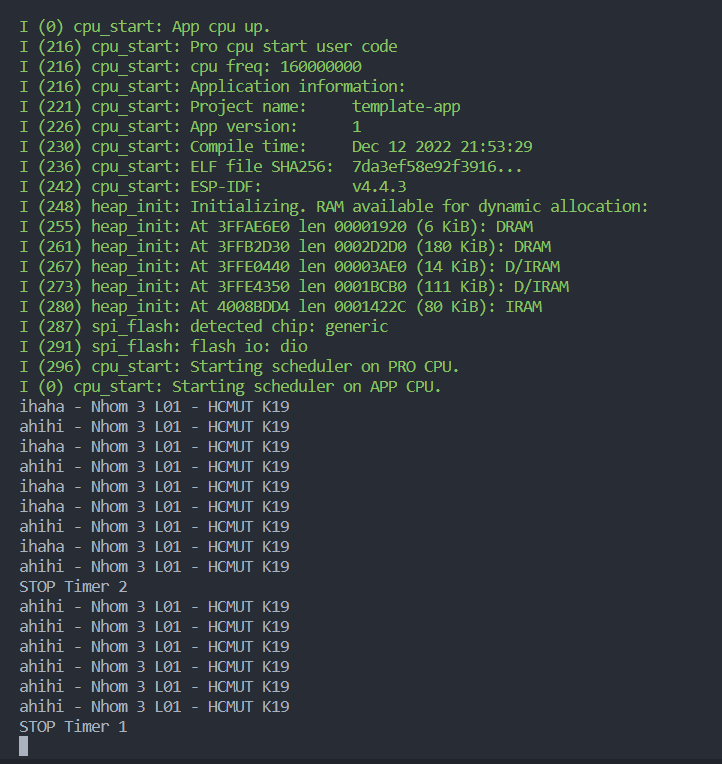 I (0) cpu_start: App cpu up.
I (216) cpu_start: Pro cpu start user code
I (216) cpu_start: cpu freq: 160000000
I (216) cpu_start: Application information:
I (221) cpu_start: Project name:     template-app
I (226) cpu_start: App version:      1
I (230) cpu_start: Compile time:     Dec 12 2022 21:53:29
I (236) cpu_start: ELF file SHA256:  7da3ef58e92f3916...
I (242) cpu_start: ESP-IDF:          v4.4.3
I (248) heap_init: Initializing. RAM available for dynamic allocation:
I (255) heap_init: At 3FFAE6E0 len 00001920 (6 KiB): DRAM
I (261) heap_init: At 3FFB2D30 len 0002D2D0 (180 KiB): DRAM
I (267) heap_init: At 3FFE0440 len 00003AE0 (14 KiB): D/IRAM
I (273) heap_init: At 3FFE4350 len 0001BCB0 (111 KiB): D/IRAM
I (280) heap_init: At 4008BDD4 len 0001422C (80 KiB): IRAM
I (287) spi_flash: detected chip: generic
I (291) spi_flash: flash io: dio
I (296) cpu_start: Starting scheduler on PRO CPU.
I (0) cpu_start: Starting scheduler on APP CPU.
ihaha - Nhom 3 L01 - HCMUT K19
ahihi - Nhom 3 L01 - HCMUT K19
ihaha - Nhom 3 L01 - HCMUT K19
ahihi - Nhom 3 L01 - HCMUT K19
ihaha - Nhom 3 L01 - HCMUT K19
ihaha - Nhom 3 L01 - HCMUT K19
ahihi - Nhom 3 L01 - HCMUT K19
ihaha - Nhom 3 L01 - HCMUT K19
ahihi - Nhom 3 L01 - HCMUT K19
STOP Timer 2
ahihi - Nhom 3 L01 - HCMUT K19
ahihi - Nhom 3 L01 - HCMUT K19
ahihi - Nhom 3 L01 - HCMUT K19
ahihi - Nhom 3 L01 - HCMUT K19
ahihi - Nhom 3 L01 - HCMUT K19
ahihi - Nhom 3 L01 - HCMUT K19
STOP Timer 1